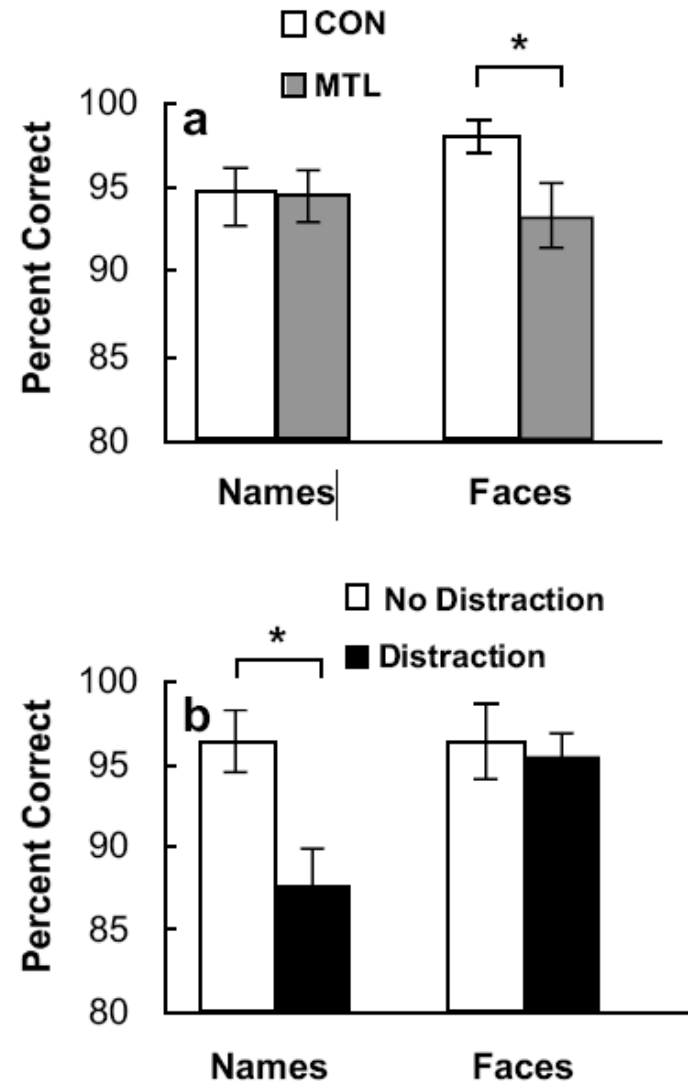 CON
MTL
*
a
Percent Correct
100
95
90
85
80
Names
Faces
No Distraction
Distraction
*
b
Percent Correct
100
95
90
85
80
Names
Faces